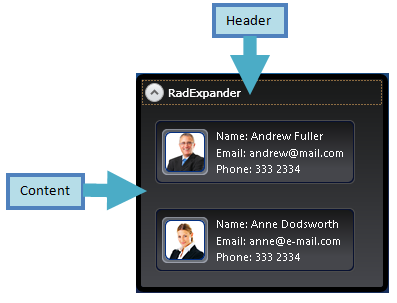 Header
RadExpander
Name: Andrew Fuller
Email: andrew@mail.com
Phone: 333 2334
Content
Name: Anne Dodsworth
Email: anne@e-mail.com
Phone: 333 2334